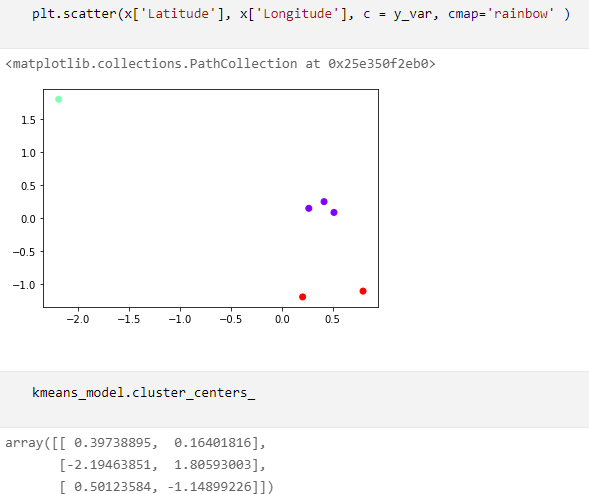 plt.scatter(x['Latitude'], x['Longitude'], c = y_var, cmap='rainbow' )
<matplotlib.collections.PathCollection at 0x25e350f2eb0>
1.5
1.0
0.5
0.0
−0.5
−1.0
−2.0 −1.5 −1.0 −0.5 0.0 0.5
kmeans_model.cluster_centers_
array([[ 0.39738895, 0.16401816],
[-2.19463851, 1.80593003],
[ 0.50123584, -1.14899226]])